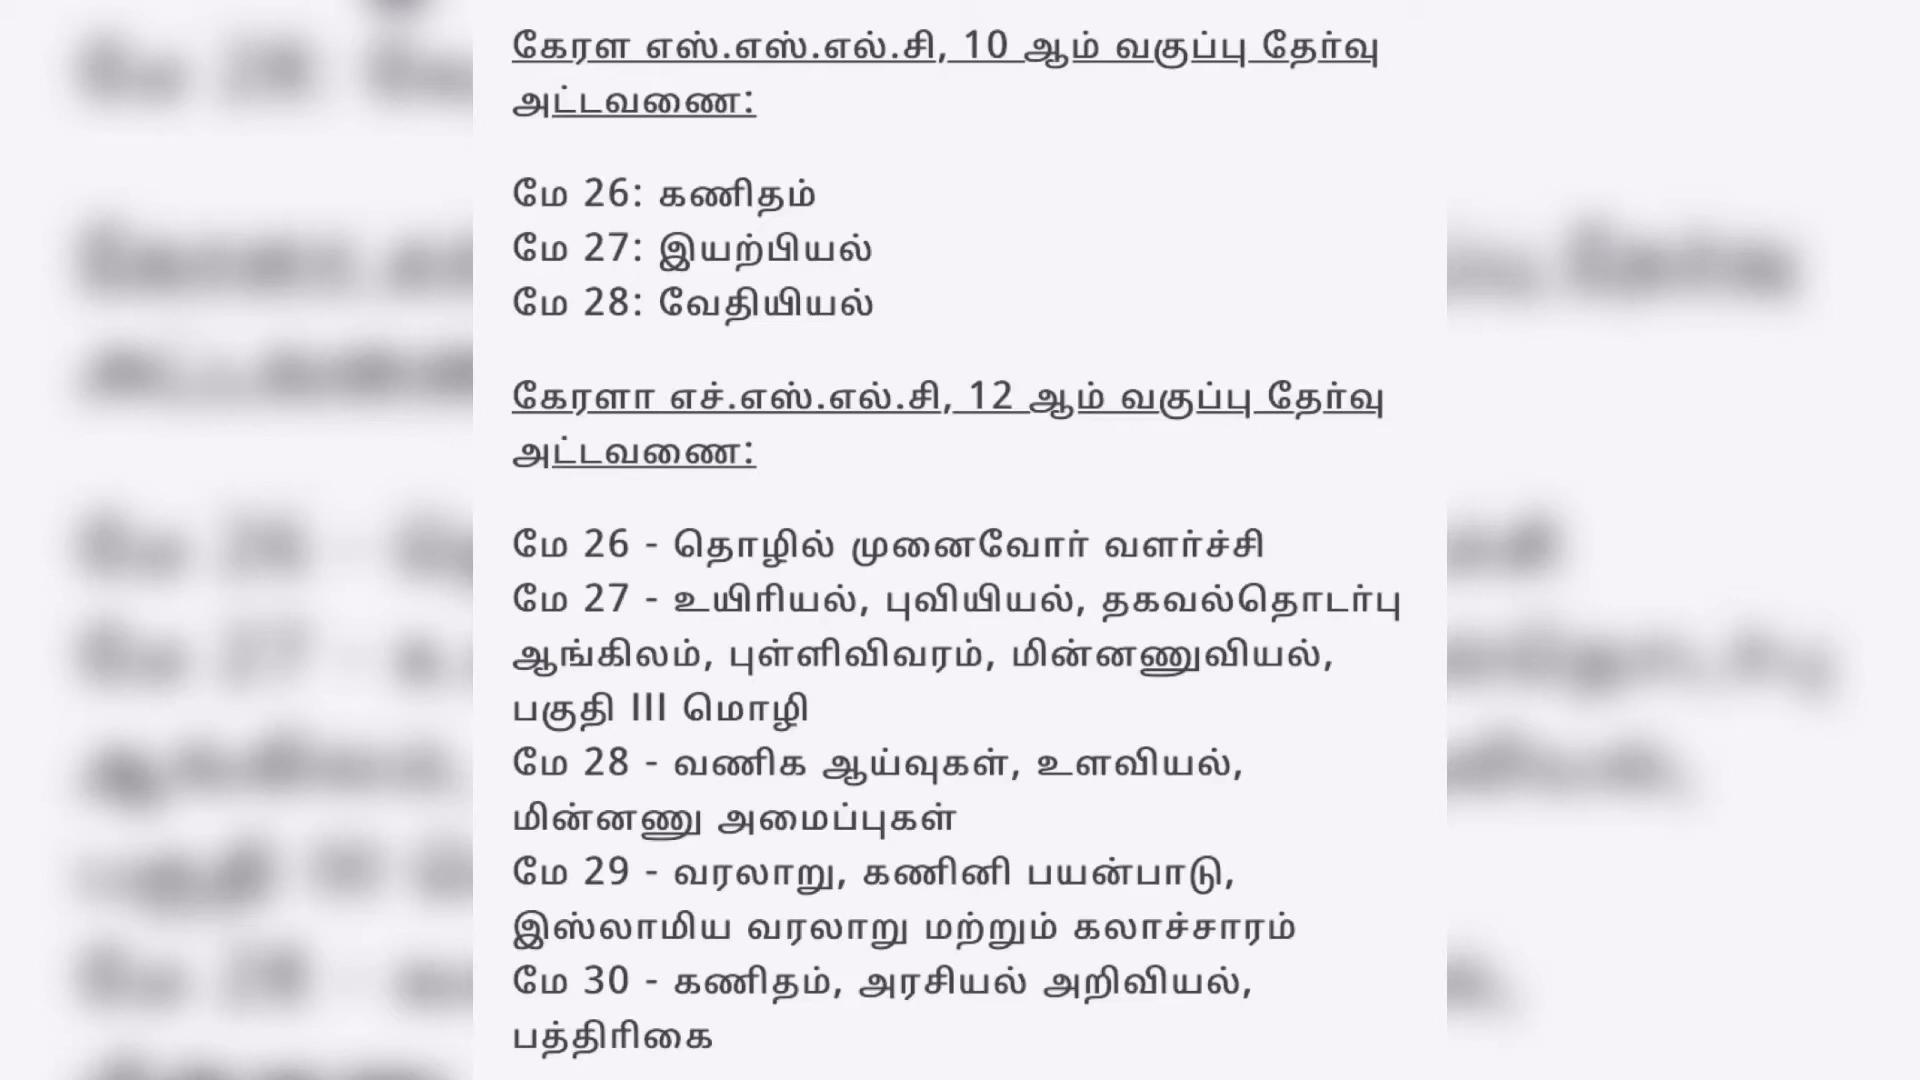 கேரள எஸ்.எஸ்.எல்.சி, 10 ஆம் வகுப்பு தேர்வு
அட்டவணை:
மே 26: கணிதம்
மே 27: இயற்பியல்
மே 28: வேதியியல்
கேரளா எச்.எஸ்.எல்.சி, 12 ஆம் வகுப்பு தேர்வு
அட்டவணை:
மே 26 - தொழில் முனைவோர் வளர்ச்சி
மே 27 - உயிரியல், புவியியல், தகவல்தொடர்பு
ஆங்கிலம், புள்ளிவிவரம், மின்னணுவியல்,
பகுதி III மொழி
மே 28 - வணிக ஆய்வுகள், உளவியல்,
மின்னணு அமைப்புகள்
மே 29 - வரலாறு, கணினி பயன்பாடு,
இஸ்லாமிய வரலாறு மற்றும் கலாச்சாரம்
மே 30 - கணிதம், அரசியல் அறிவியல்,
பத்திரிகை